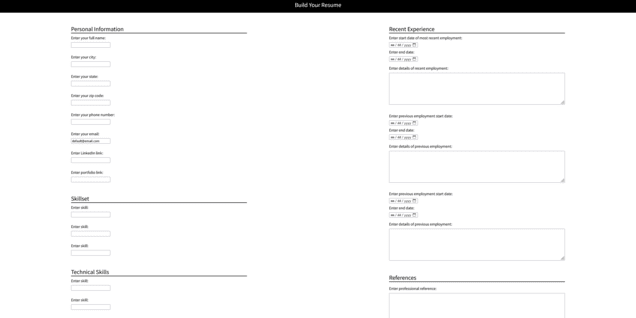 Build Your Resume
Personal Information
Enter your full name:
Enter your city:
Enter your state:
Enter your zip code:
Enter your phone number:
Enter your email:
default@email.com
Enter LinkedIn link:
Enter portfolio link:
Skillset
Enter skill:
Enter skill:
Enter skill:
Technical Skills
Enter skill:
Enter skill:
Recent Experience
Enter start date of most recent employment:
mm / dd / yyyy
Enter end date:
mm / dd / yyyy
Enter details of recent employment:
Enter previous employment start date:
mm / dd / yyyy
Enter end date:
mm / dd / yyyy
Enter details of previous employment:
Enter previous employment start date:
mm / dd / yyyy
Enter end date:
mm / dd / yyyy
Enter details of previous employment:
References
Enter professional reference: